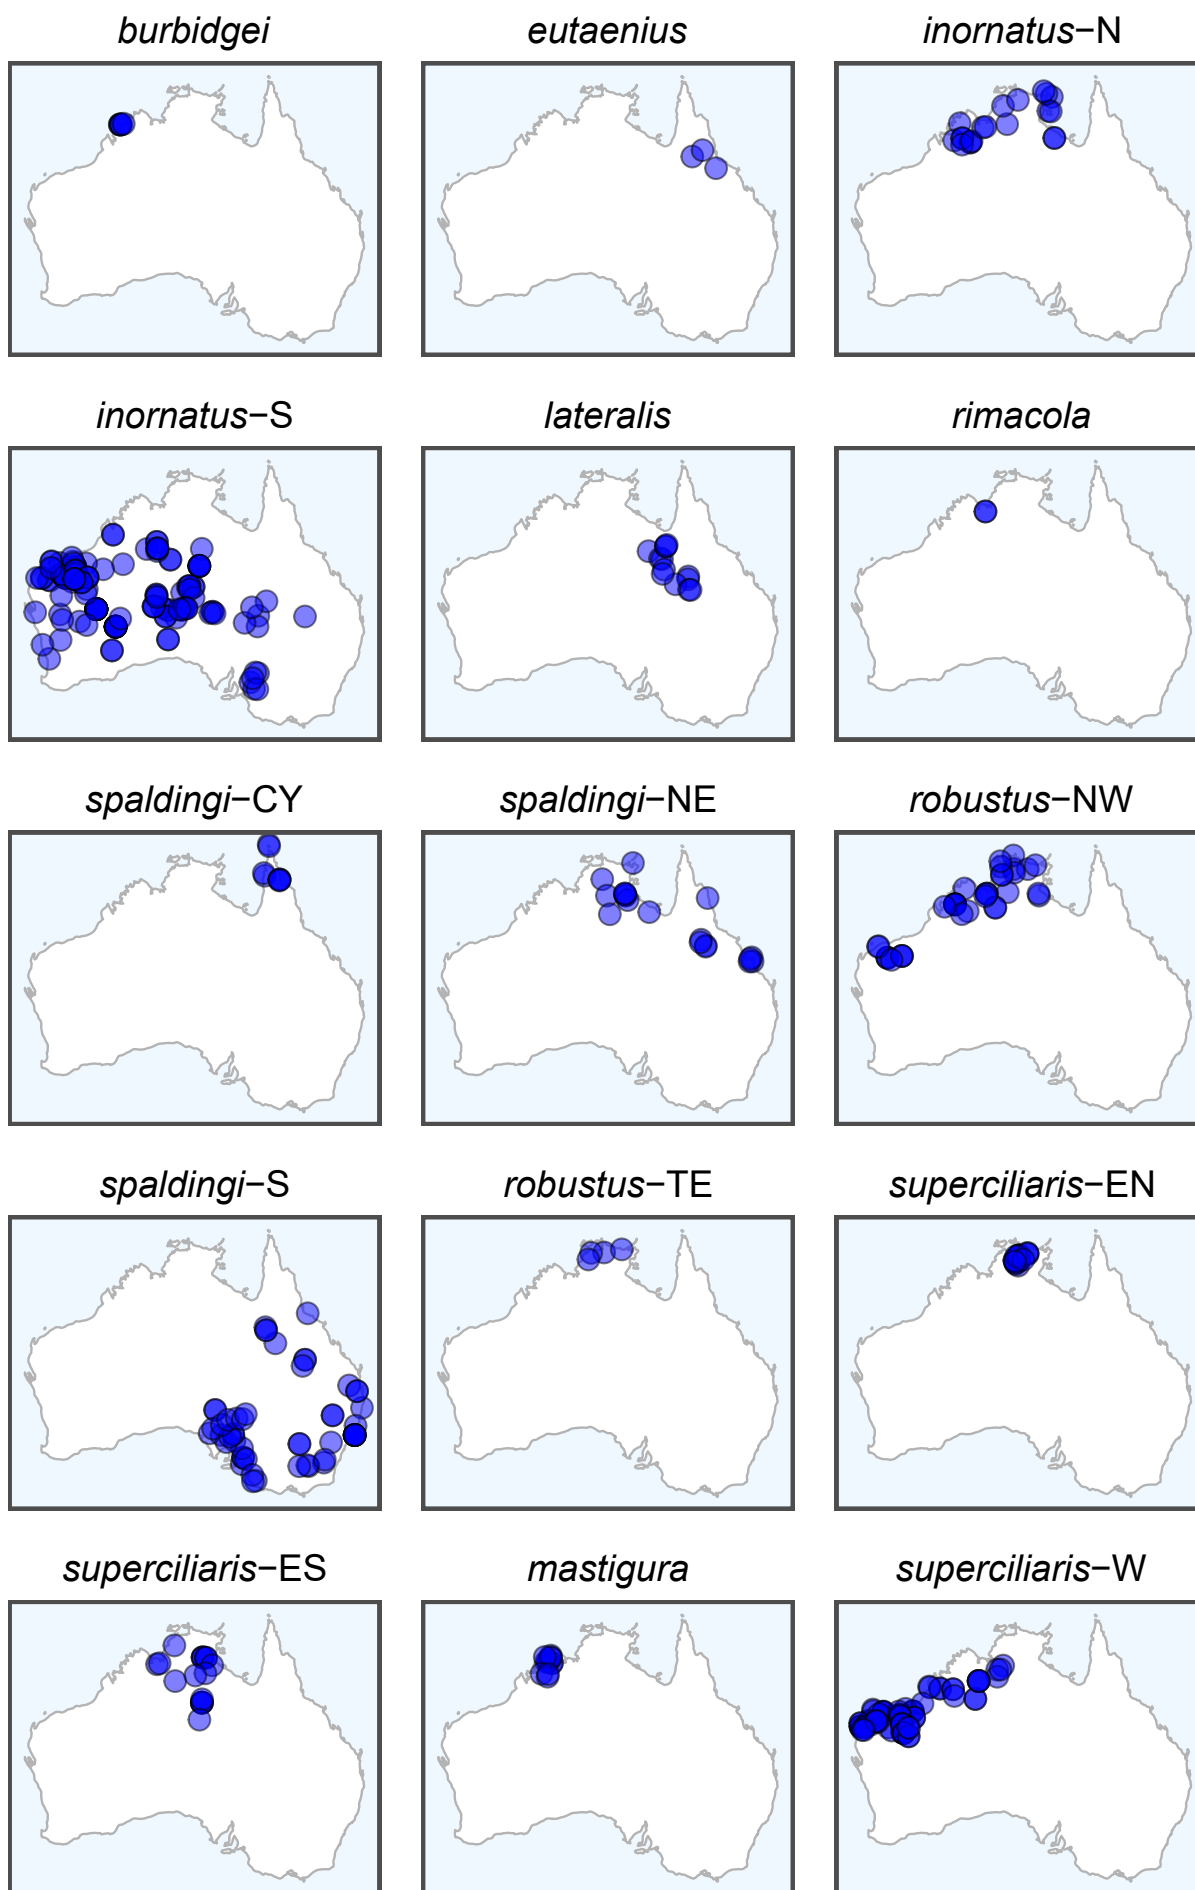 burbidgei
eutaenius
inornatus−N
inornatus−S
lateralis
rimacola
spaldingi−CY
spaldingi−NE
robustus−NW
spaldingi−S
robustus−TE
superciliaris−EN
superciliaris−ES
mastigura
superciliaris−W